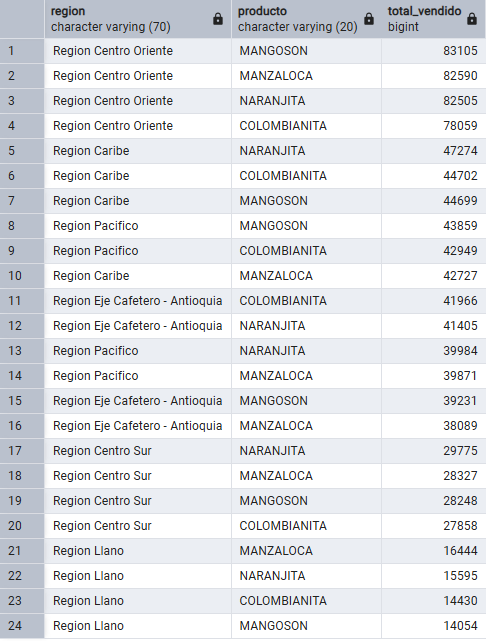 region producto total_vendido
character varying (70) character varying (20) bigint
1 Region Centro Oriente MANGOSON 83105
2 Region Centro Oriente MANZALOCA 82590
3 Region Centro Oriente NARANJITA 82505
4 Region Centro Oriente COLOMBIANITA 78059
5 Region Caribe NARANJITA 47274
6 Region Caribe COLOMBIANITA 44702
7 Region Caribe MANGOSON 44699
8 Region Pacifico MANGOSON 43859
9 Region Pacifico COLOMBIANITA 42949
10 Region Caribe MANZALOCA 42727
11 Region Eje Cafetero - Antioquia COLOMBIANITA 41966
12 Region Eje Cafetero - Antioquia NARANJITA 41405
13 Region Pacifico NARANJITA 39984
14 Region Pacifico MANZALOCA 39871
15 Region Eje Cafetero - Antioquia MANGOSON 39231
16 Region Eje Cafetero - Antioquia MANZALOCA 38089
17 Region Centro Sur NARANJITA 29775
18 Region Centro Sur MANZALOCA 28327
19 Region Centro Sur MANGOSON 28248
20 Region Centro Sur COLOMBIANITA 27858
21 Region Llano MANZALOCA 16444
22 Region Llano NARANJITA 15595
23 Region Llano COLOMBIANITA 14430
24 Region Llano MANGOSON 14054